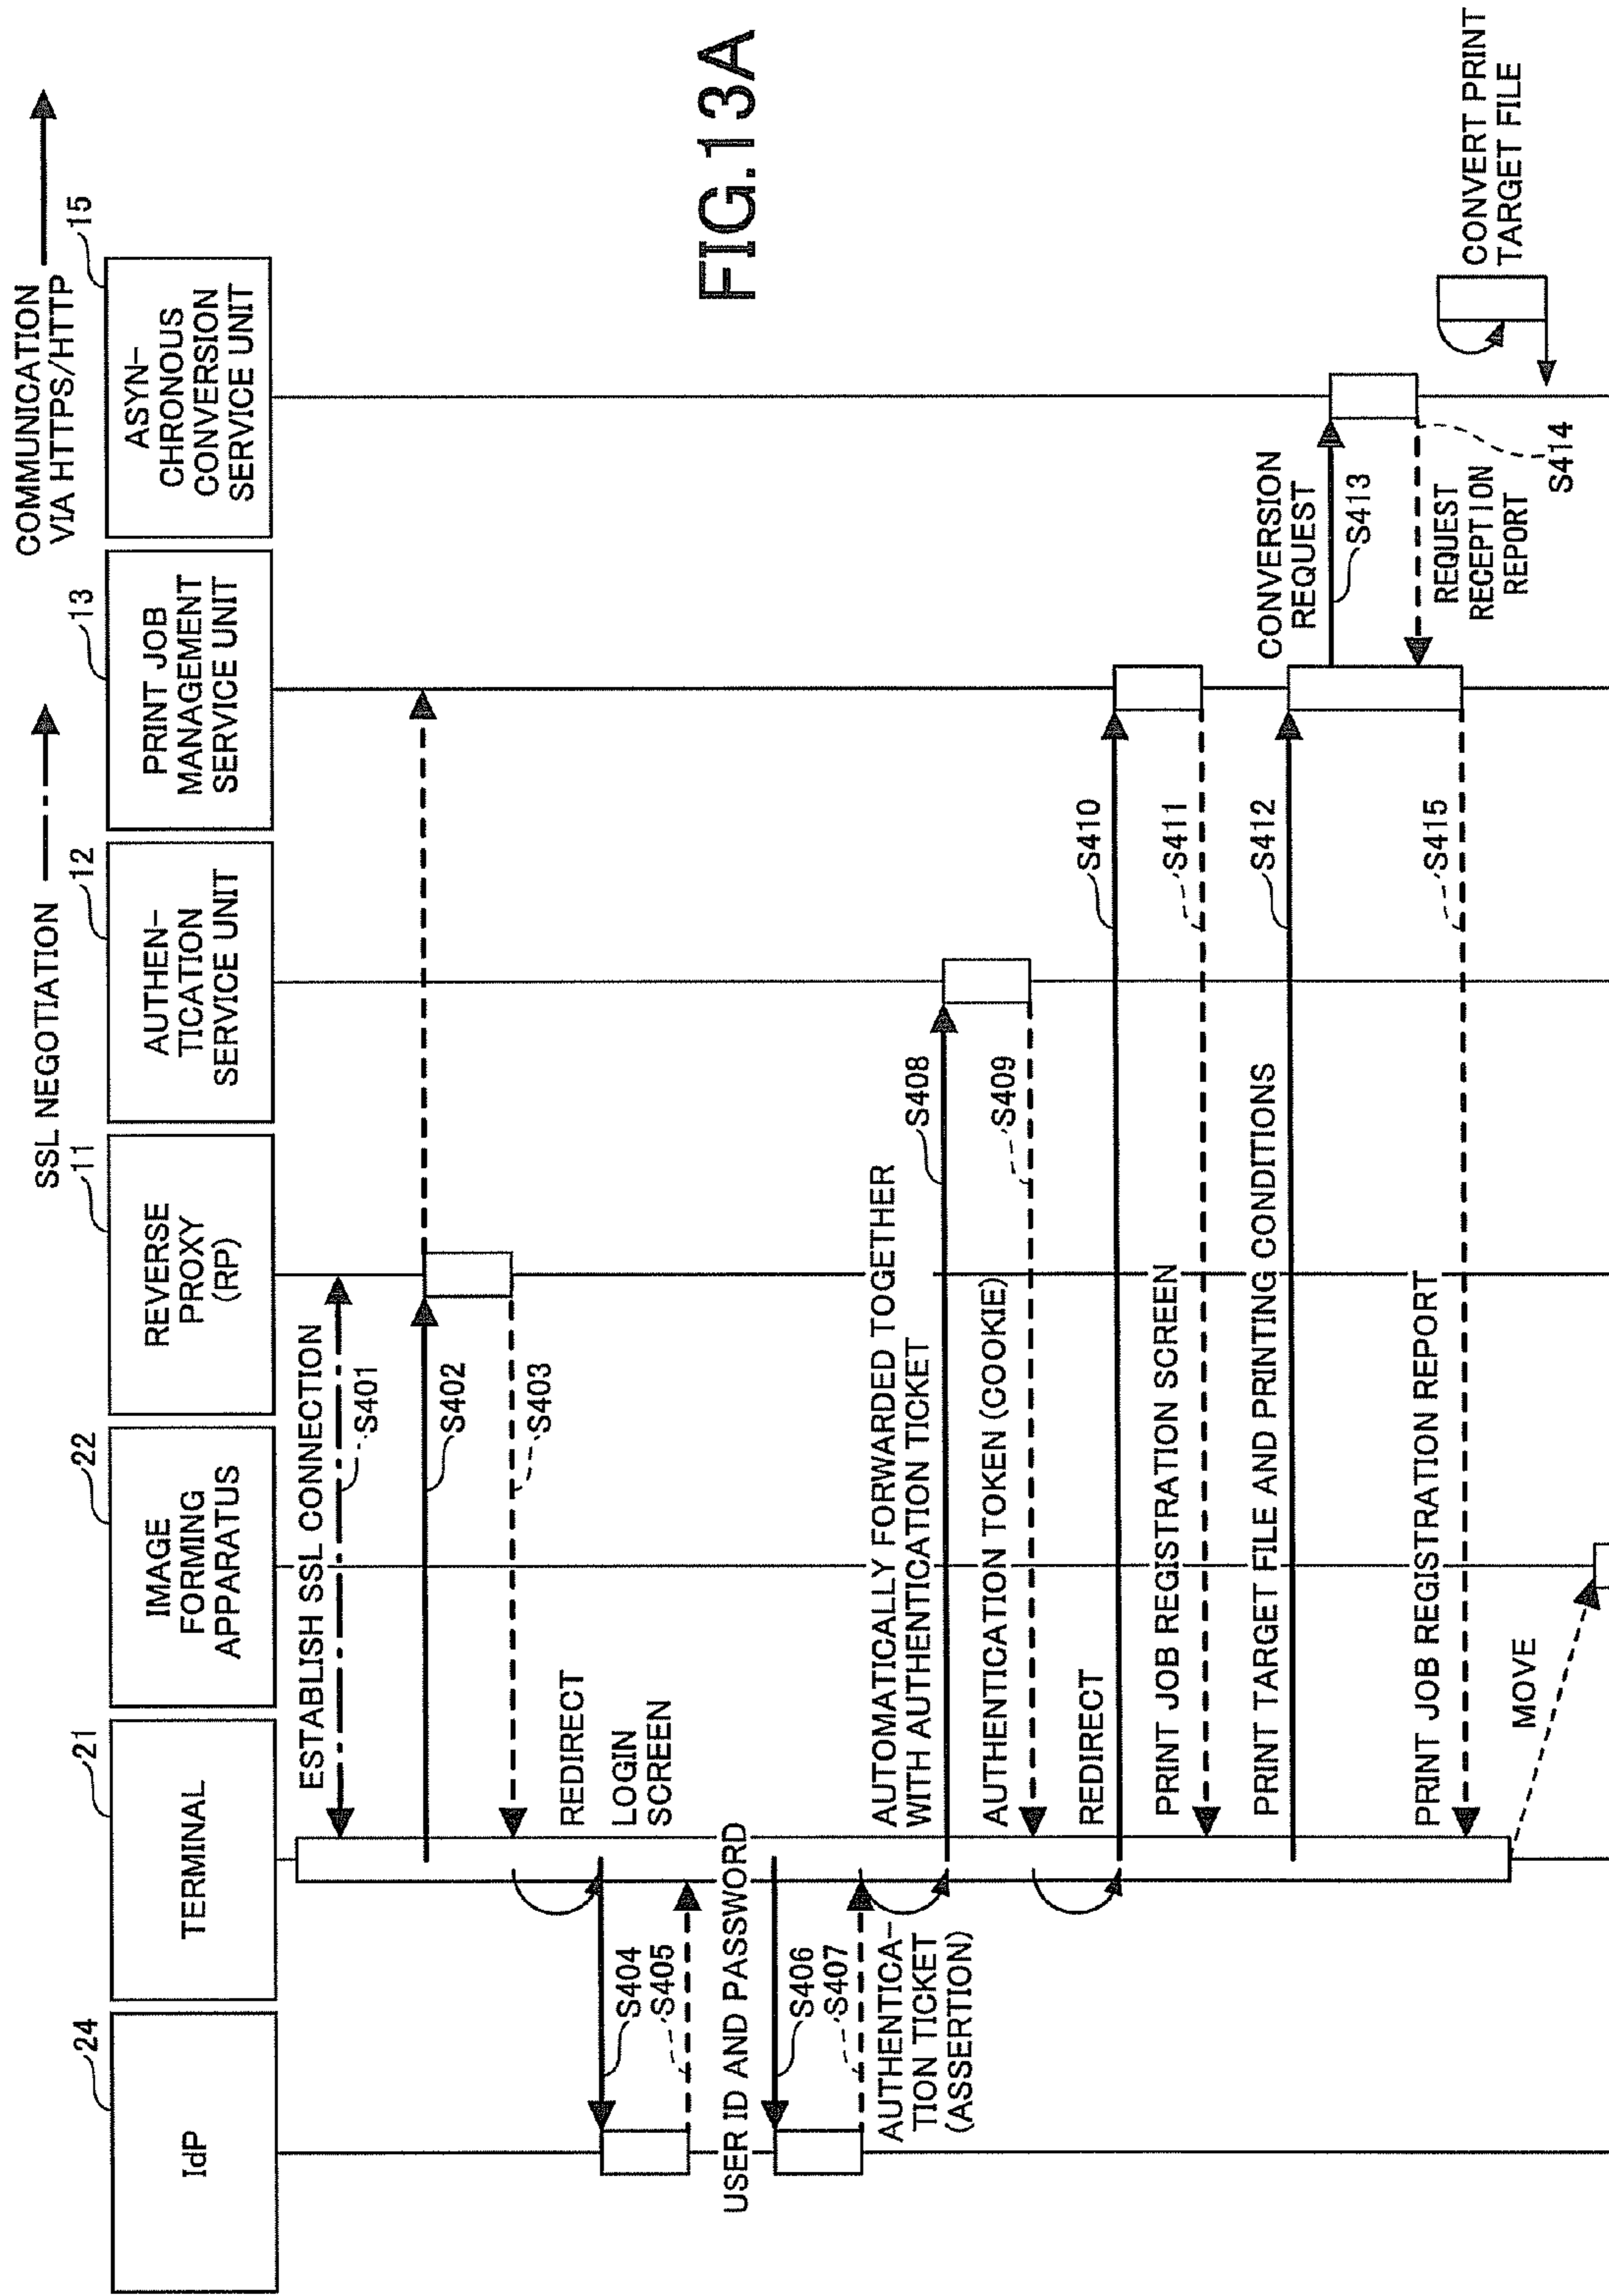 FIG.13A
SSL NEGOTIATION
COMMUNICATION
VIA HTTPS/HTTP
24
IdP
21
TERMINAL
22
IMAGE
FORMING
APPARATUS
11
REVERSE
PROXY
(RP)
12
AUTHEN-
TICATION
SERVICE UNIT
13
PRINT JOB
MANAGEMENT
SERVICE UNIT
15
ASYN-
CHRONOUS
CONVERSION
SERVICE UNIT
ESTABLISH SSL CONNECTION
S401
S402
S403
REDIRECT
LOGIN
SCREEN
S404
S405
USER ID AND PASSWORD
S406
S407
AUTHENTICA-
TION TICKET
(ASSERTION)
AUTOMATICALLY FORWARDED TOGETHER
WITH AUTHENTICATION TICKET
S408
S409
AUTHENTICATION TOKEN (COOKIE)
REDIRECT
S410
S411
PRINT JOB REGISTRATION SCREEN
PRINT TARGET FILE AND PRINTING CONDITIONS
S412
CONVERSION
REQUEST
S413
REQUEST
RECEPTION
REPORT
S414
CONVERT PRINT
TARGET FILE
S415
PRINT JOB REGISTRATION REPORT
MOVE